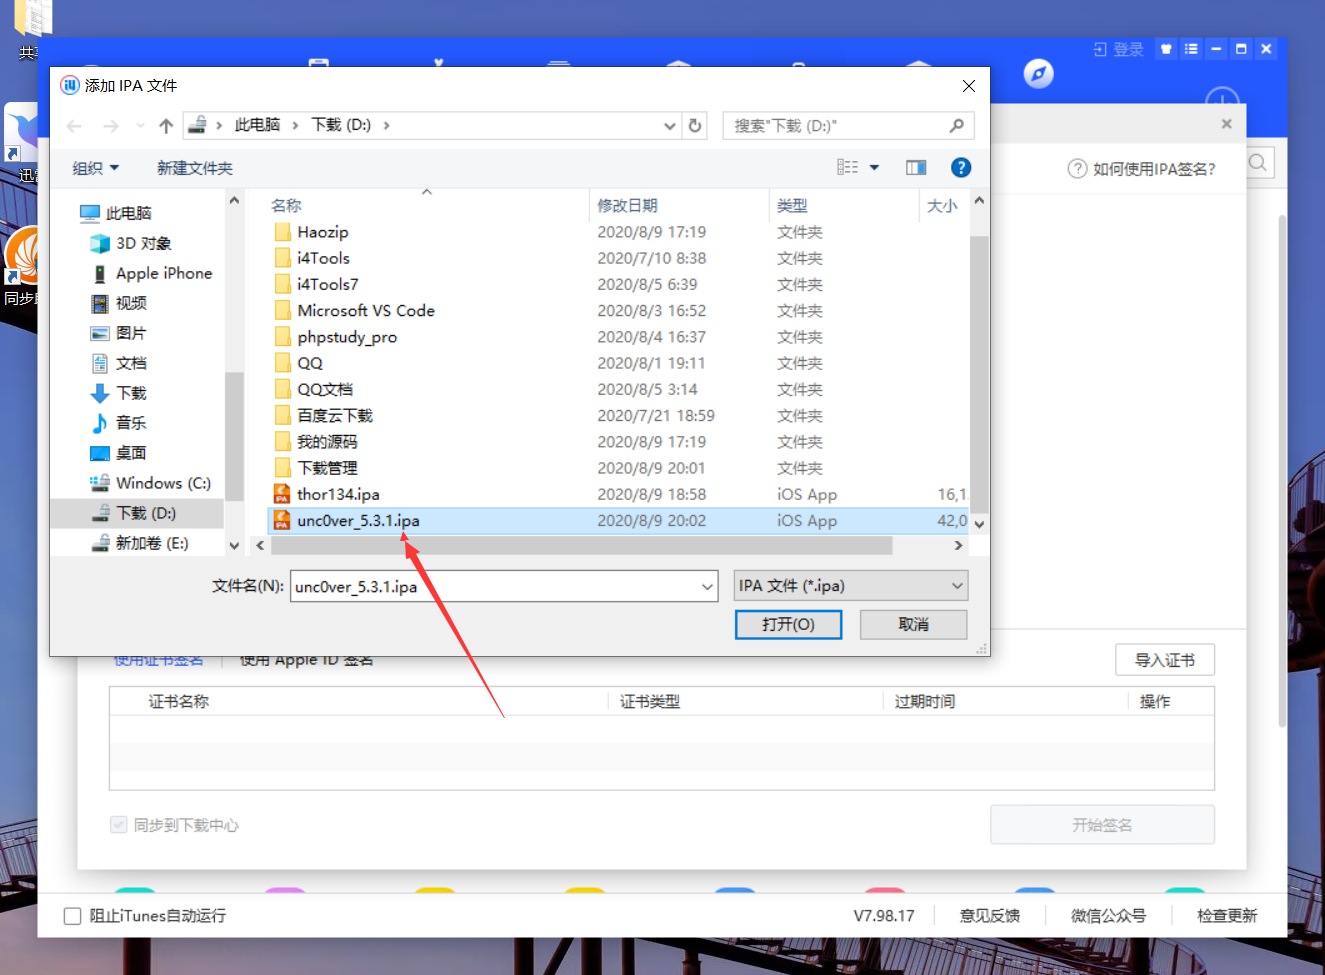 共享
登录
添加 IPA 文件
此电脑
下载 (D:)
搜索"下载 (D:)"
组织
新建文件夹
如何使用IPA签名?
迅雷
同步助
此电脑
3D 对象
Apple iPhone
视频
图片
文档
下载
音乐
桌面
Windows (C:)
下载 (D:)
新加卷 (E:)
名称 修改日期 类型 大小
Haozip 2020/8/9 17:19 文件夹
i4Tools 2020/7/10 8:38 文件夹
i4Tools7 2020/8/5 6:39 文件夹
Microsoft VS Code 2020/8/3 16:52 文件夹
phpstudy_pro 2020/8/4 16:37 文件夹
QQ 2020/8/1 19:11 文件夹
QQ文档 2020/8/5 3:14 文件夹
百度云下载 2020/7/21 18:59 文件夹
我的源码 2020/8/9 17:19 文件夹
下载管理 2020/8/9 20:01 文件夹
thor134.ipa 2020/8/9 18:58 iOS App 16,1
unc0ver_5.3.1.ipa 2020/8/9 20:02 iOS App 42,0
文件名(N): unc0ver_5.3.1.ipa IPA 文件 (*.ipa)
打开(O) 取消
使用证书签名 使用 Apple ID 签名
导入证书
证书名称 证书类型 过期时间 操作
同步到下载中心
开始签名
阻止iTunes自动运行
V7.98.17 意见反馈 微信公众号 检查更新